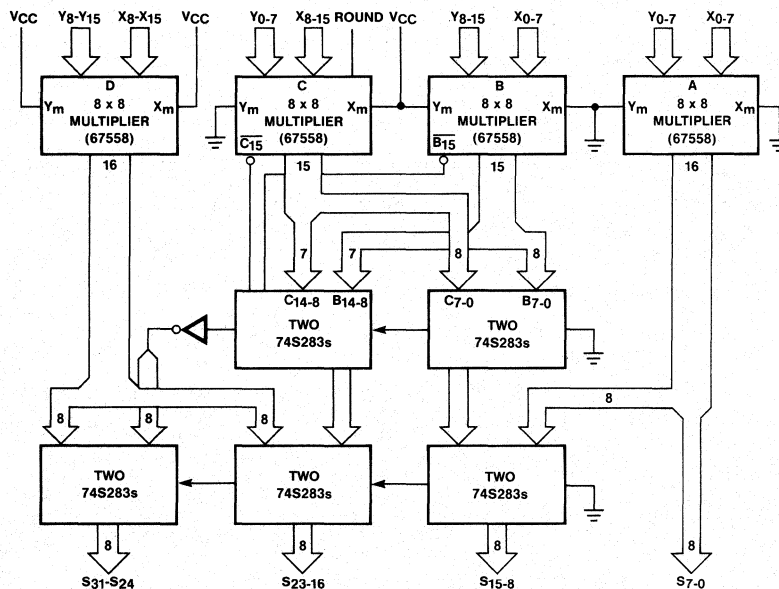 VCC Y8-Y15 X8-X15 VCC Y0-7 X8-15 ROUND VCC Y8-15 X0-7 Y0-7 X0-7
D C B A
Ym 8 x 8 Xm Ym 8 x 8 Xm Ym 8 x 8 Xm Ym 8 x 8 Xm
MULTIPLIER MULTIPLIER MULTIPLIER MULTIPLIER
(67558) (67558) (67558) (67558)
C15 B15
16 15 15 16
7 7 8 8
C14-8 B14-8 C7-0 B7-0
TWO TWO
74S283s 74S283s
8
8 8 8
TWO TWO TWO
74S283s 74S283s 74S283s
8 8 8 8
S31-S24 S23-16 S15-8 S7-0